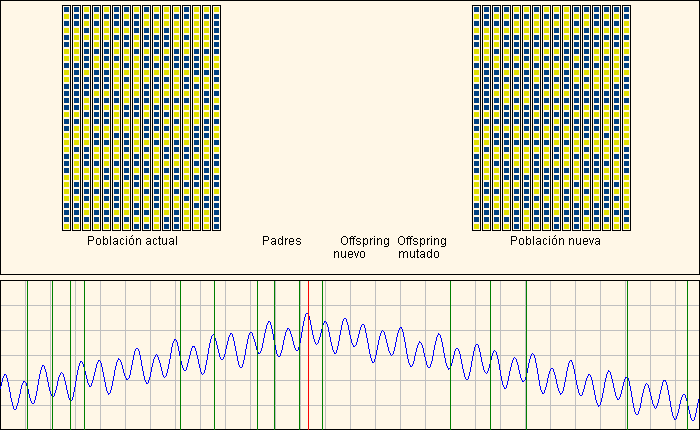 Población actual
Padres
Offspring
nuevo
Offspring
mutado
Población nueva